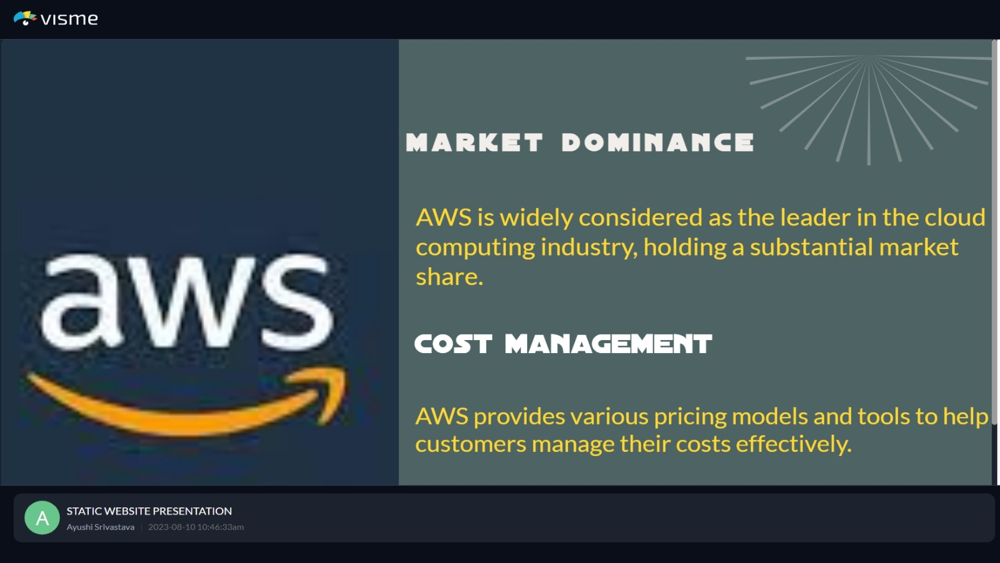 visme
aws
MARKET DOMINANCE
AWS is widely considered as the leader in the cloud
computing industry, holding a substantial market
share.
COST MANAGEMENT
AWS provides various pricing models and tools to help
customers manage their costs effectively.
A
STATIC WEBSITE PRESENTATION
Ayushi Srivastava | 2023-08-10 10:46:33am